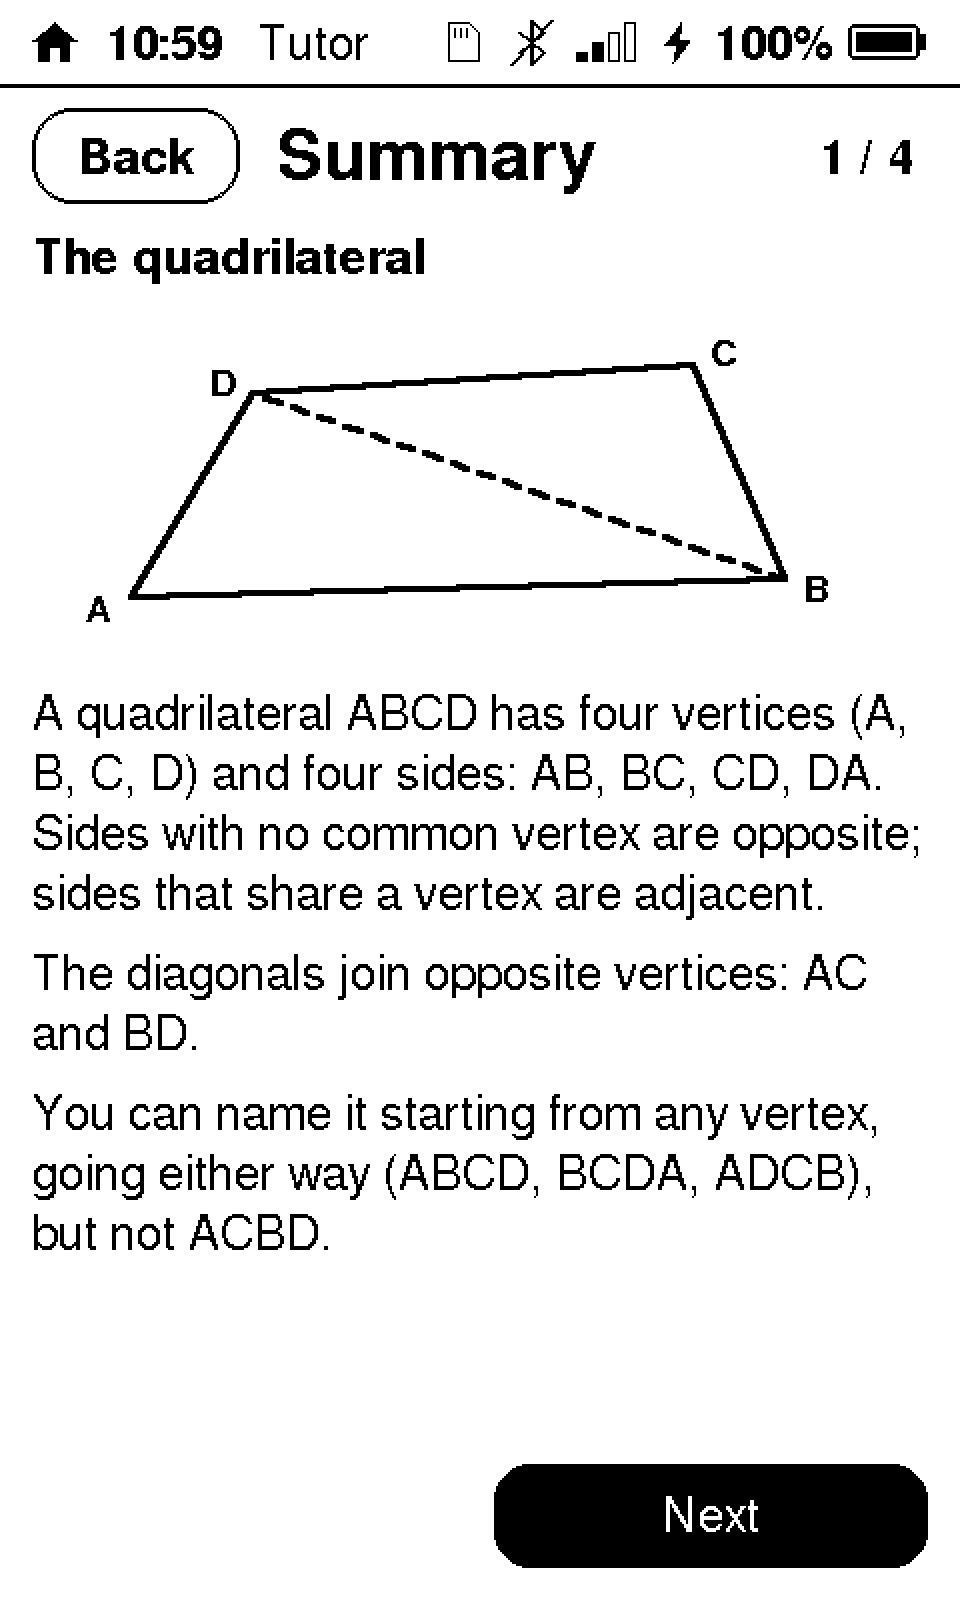 10:59 Tutor 100%
Back Summary 1 / 4
The quadrilateral
C
D
B
A
A quadrilateral ABCD has four vertices (A,
B, C, D) and four sides: AB, BC, CD, DA.
Sides with no common vertex are opposite;
sides that share a vertex are adjacent.
The diagonals join opposite vertices: AC
and BD.
You can name it starting from any vertex,
going either way (ABCD, BCDA, ADCB),
but not ACBD.
Next